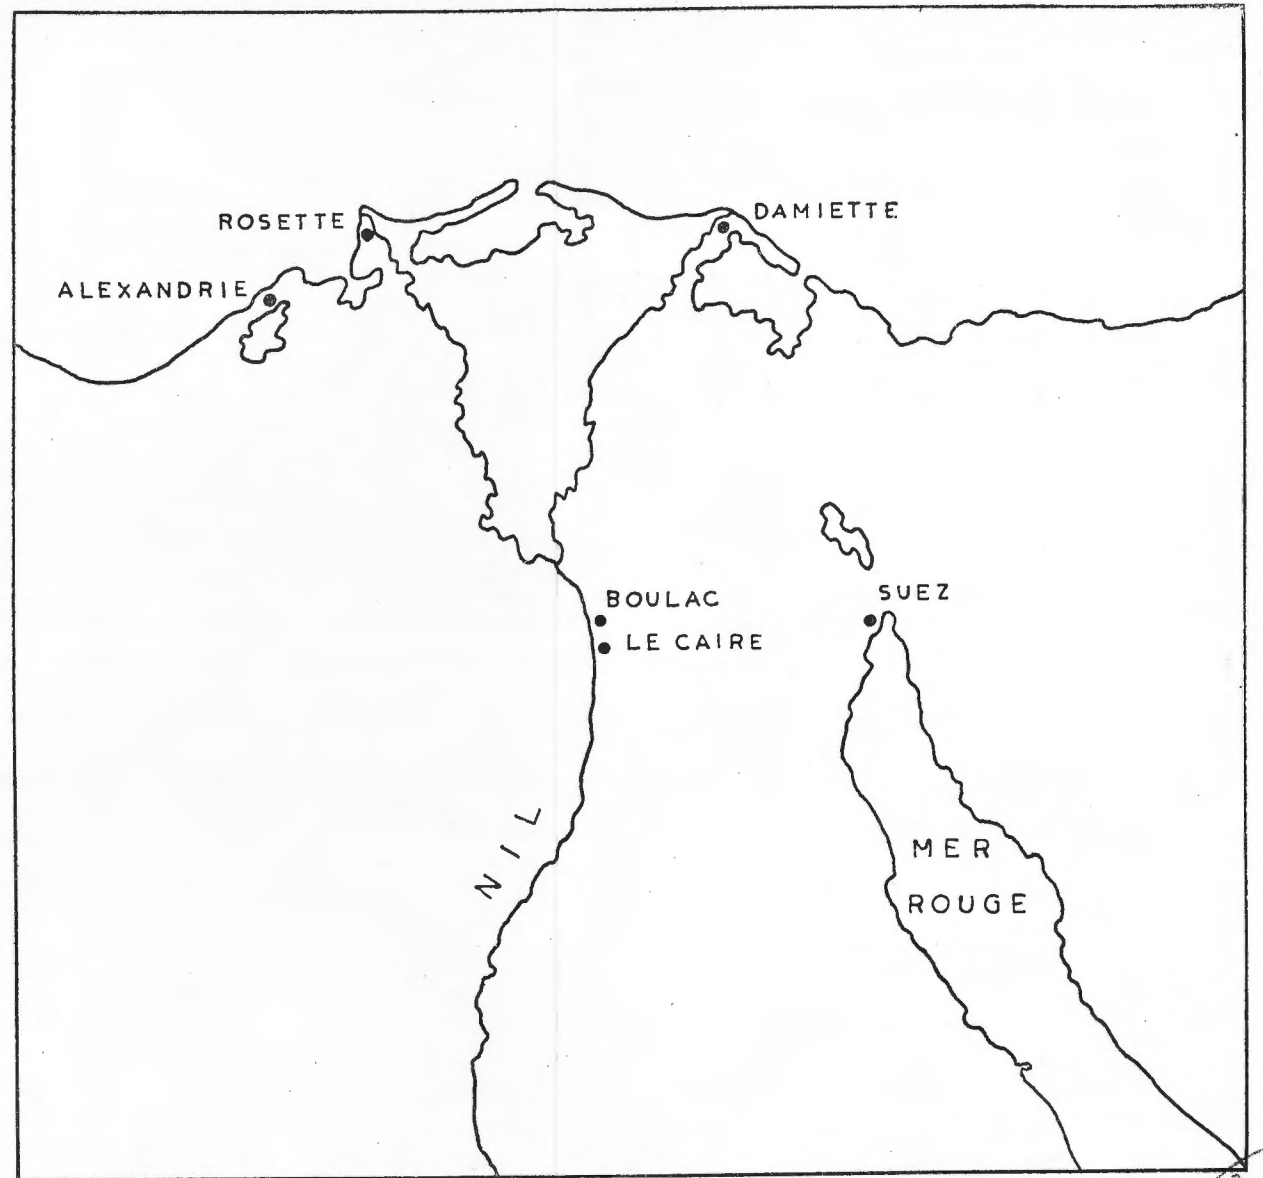 ROSETTE
DAMIETTE
ALEXANDRIE
SUEZ
BOULAC
LE CAIRE
NIL
MER
ROUGE